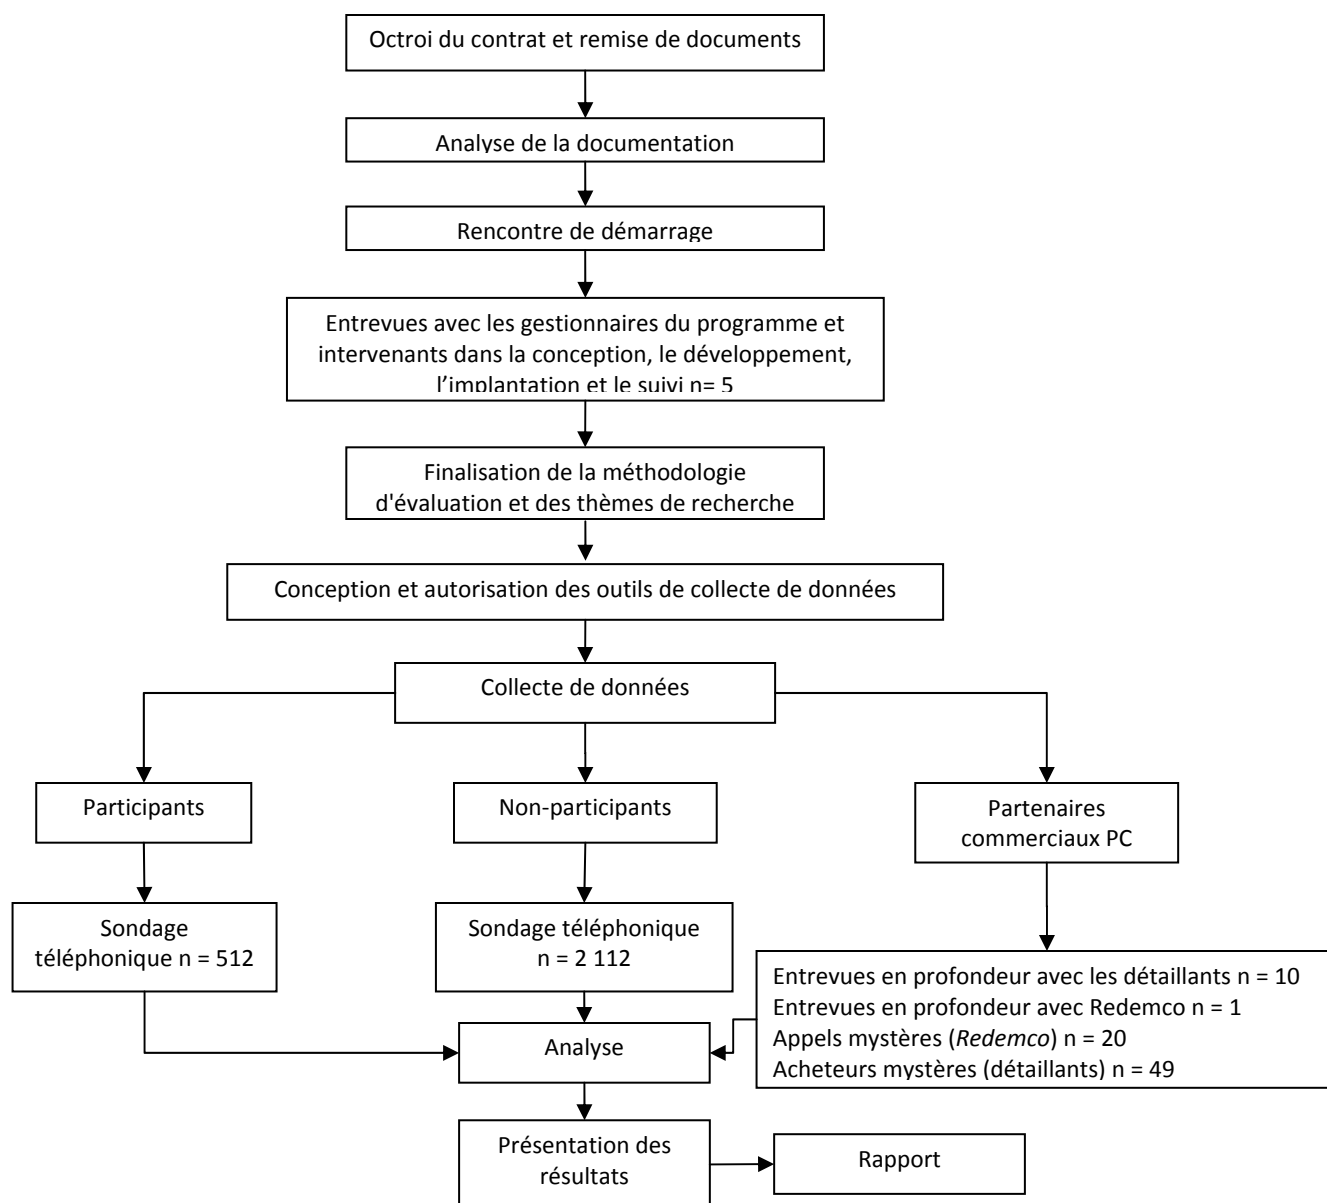 Octroi du contrat et remise de documents
Analyse de la documentation
Rencontre de démarrage
Entrevues avec les gestionnaires du programme et
intervenants dans la conception, le développement,
l'implantation et le suivi n= 5
Finalisation de la méthodologie
d'évaluation et des thèmes de recherche
Conception et autorisation des outils de collecte de données
Collecte de données
Participants
Non-participants
Partenaires
commerciaux PC
Sondage
téléphonique n = 512
Sondage téléphonique
n = 2 112
Entrevues en profondeur avec les détaillants n = 10
Entrevues en profondeur avec Redemco n = 1
Appels mystères (Redemco) n = 20
Acheteurs mystères (détaillants) n = 49
Analyse
Présentation des
résultats
Rapport